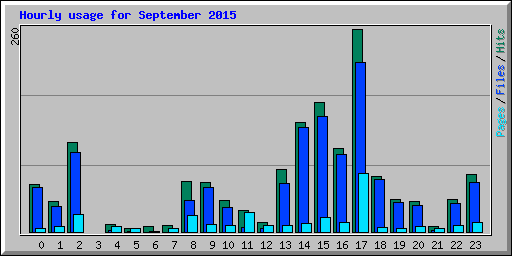 Hourly usage for September 2015
260
Pages/Files/Hits
0 1 2 3 4 5 6 7 8 9 10 11 12 13 14 15 16 17 18 19 20 21 22 23